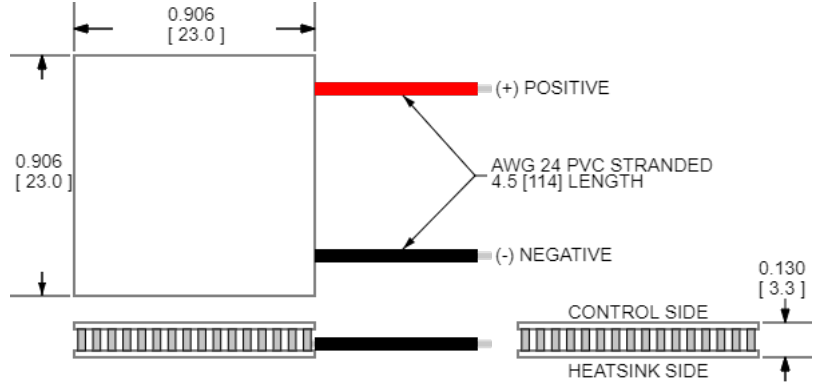 0.906
[ 23.0 ]
(+) POSITIVE
0.906
[ 23.0 ]
AWG 24 PVC STRANDED
4.5 [114] LENGTH
(-) NEGATIVE
0.130
[ 3.3 ]
CONTROL SIDE
HEATSINK SIDE